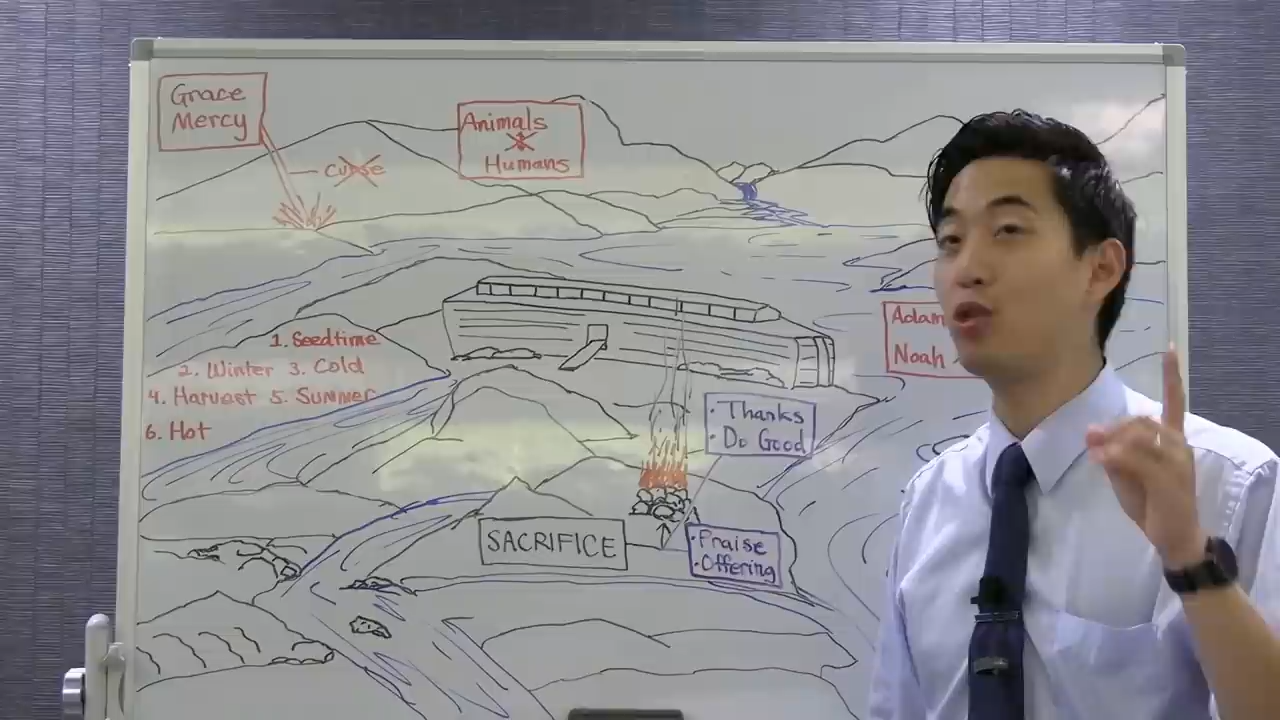 Grace
Mercy
curse
Animals
&
Humans
1. Seedtime
2. Winter 3. Cold
4. Harvest 5. Summer
6. Hot
Adam
Noah
• Thanks
• Do Good
SACRIFICE
• Praise
• Offering